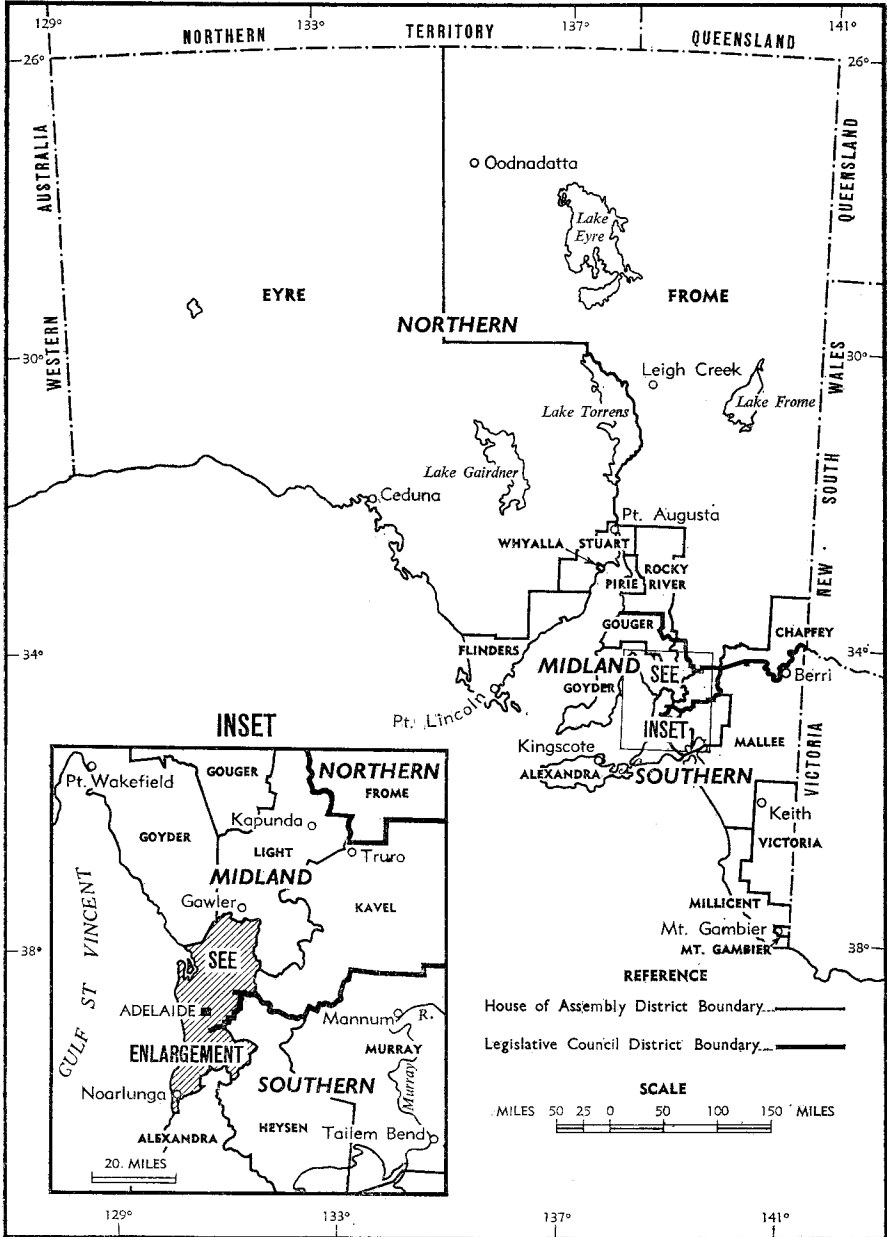 129°
133°
137°
141°
NORTHERN
TERRITORY
QUEENSLAND
26°
26°
AUSTRALIA
QUEENSLAND
Oodnadatta
Lake
Eyre
EYRE
FROME
NORTHERN
WESTERN
30°
30°
WALES
Leigh Creek
Lake Torrens
Lake Frome
Lake Gairdner
SOUTH
Ceduna
Pt. Augusta
WHYALLA
STUART
NEW
PIRIE
ROCKY
RIVER
GOUGER
CHAFFEY
34°
34°
FLINDERS
MIDLAND
SEE
Berri
GOYDER
Pt. Lincoln
INSET
MALLEE
VICTORIA
Kingscote
ALEXANDRA
SOUTHERN
Keith
VICTORIA
MILLICENT
Mt. Gambier
MT. GAMBIER
38°
38°
INSET
Pt. Wakefield
GOUGER
NORTHERN
FROME
Kapunda
GOYDER
LIGHT
Truro
MIDLAND
Gawler
KAVEL
GULF ST VINCENT
SEE
ADELAIDE
Mannum
R.
ENLARGEMENT
MURRAY
Murray
SOUTHERN
Noarlunga
HEYSEN
ALEXANDRA
Tailem Bend
20. MILES
REFERENCE
House of Assembly District Boundary
Legislative Council District Boundary
SCALE
MILES 50 25 0 50 100 150 MILES
129°
133°
137°
141°